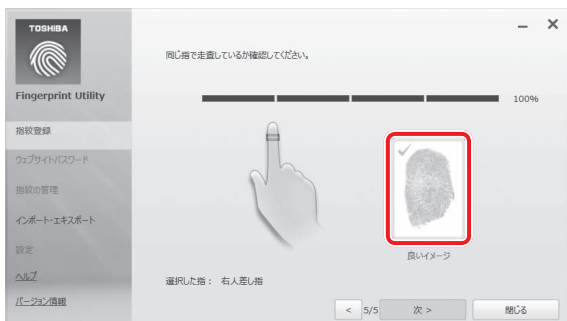 TOSHIBA
Fingerprint Utility
指紋登録
ウェブサイトパスワード
指紋の管理
インポート・エキスポート
設定
ヘルプ
バージョン情報
同じ指で走査しているか確認してください。
100%
良いイメージ
選択した指： 右人差し指
< 5/5 次 > 閉じる